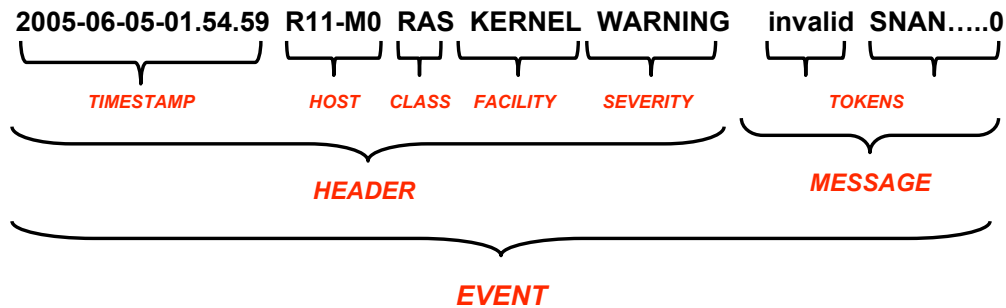 2005-06-05-01.54.59 R11-M0 RAS KERNEL WARNING invalid SNAN.....0
TIMESTAMP HOST CLASS FACILITY SEVERITY TOKENS
HEADER MESSAGE
EVENT